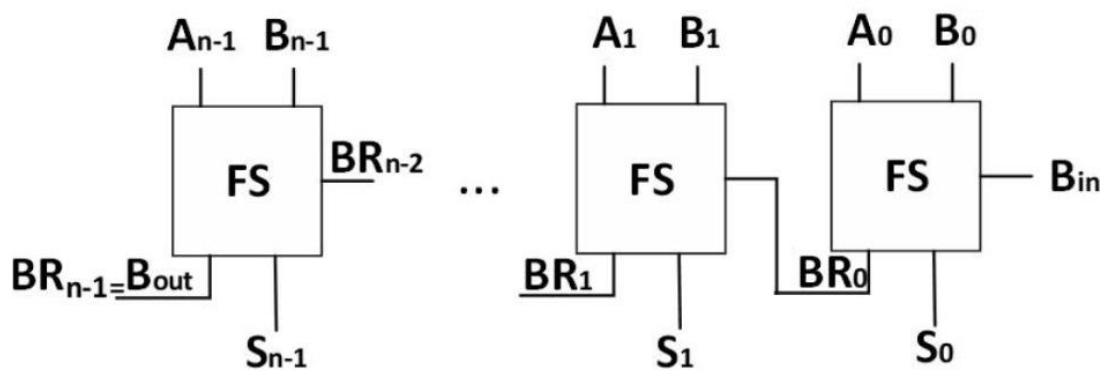 Aₙ₋₁ Bₙ₋₁ A₁ B₁ A₀ B₀
FS BRₙ₋₂ ... FS FS Bᵢₙ
BRₙ₋₁=Bout BR₁ BR₀
Sₙ₋₁ S₁ S₀